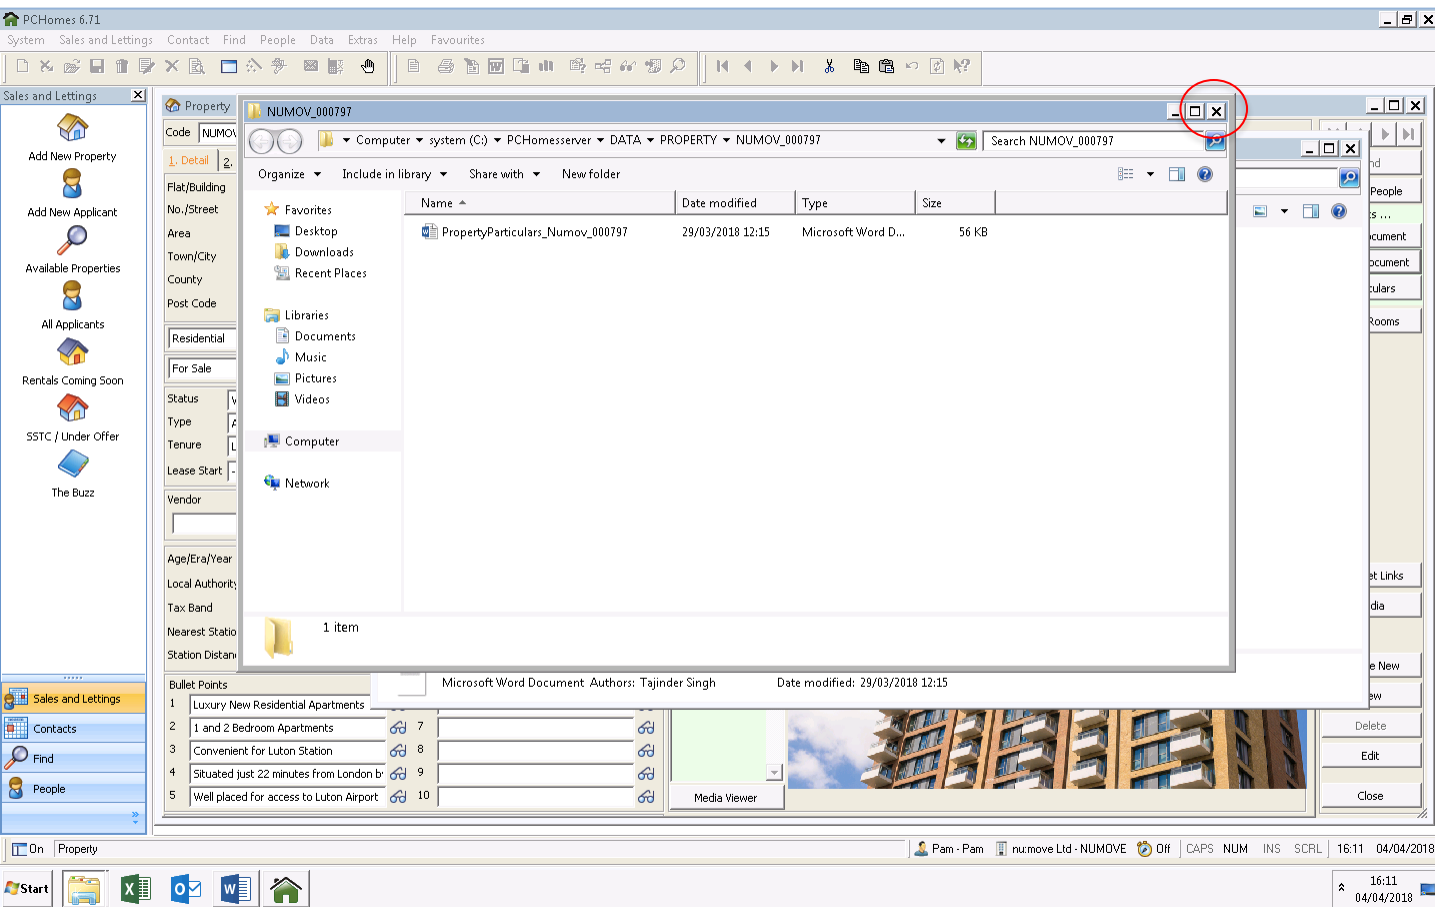 PCHomes 6.71
System Sales and Lettings Contact Find People Data Extras Help Favourites
Sales and Lettings
Add New Property
Add New Applicant
Available Properties
All Applicants
Rentals Coming Soon
SSTC / Under Offer
The Buzz
Sales and Lettings
Contacts
Find
People
Property
Code NUMOV
1. Detail 2.
Flat/Building
No./Street
Area
Town/City
County
Post Code
Residential
For Sale
Status
Type
Tenure
Lease Start
Vendor
Age/Era/Year
Local Authority
Tax Band
Nearest Statio
Station Distan
NUMOV_000797
Computer system (C:) PCHomesserver DATA PROPERTY NUMOV_000797
Search NUMOV_000797
Organize Include in library Share with New folder
Favorites
Desktop
Downloads
Recent Places
Libraries
Documents
Music
Pictures
Videos
Computer
Network
Name Date modified Type Size
PropertyParticulars_Numov_000797 29/03/2018 12:15 Microsoft Word D... 56 KB
1 item
Microsoft Word Document Authors: Tajinder Singh Date modified: 29/03/2018 12:15
nd
People
s ...
cument
ocument
culars
Rooms
et Links
dia
e New
ew
Delete
Edit
Close
Bullet Points
1 Luxury New Residential Apartments
2 1 and 2 Bedroom Apartments 7
3 Convenient for Luton Station 8
4 Situated just 22 minutes from London b 9
5 Well placed for access to Luton Airport 10
Media Viewer
On Property
Pam - Pam nu:move Ltd - NUMOVE Off CAPS NUM INS SCRL 16:11 04/04/2018
Start
16:11
04/04/2018